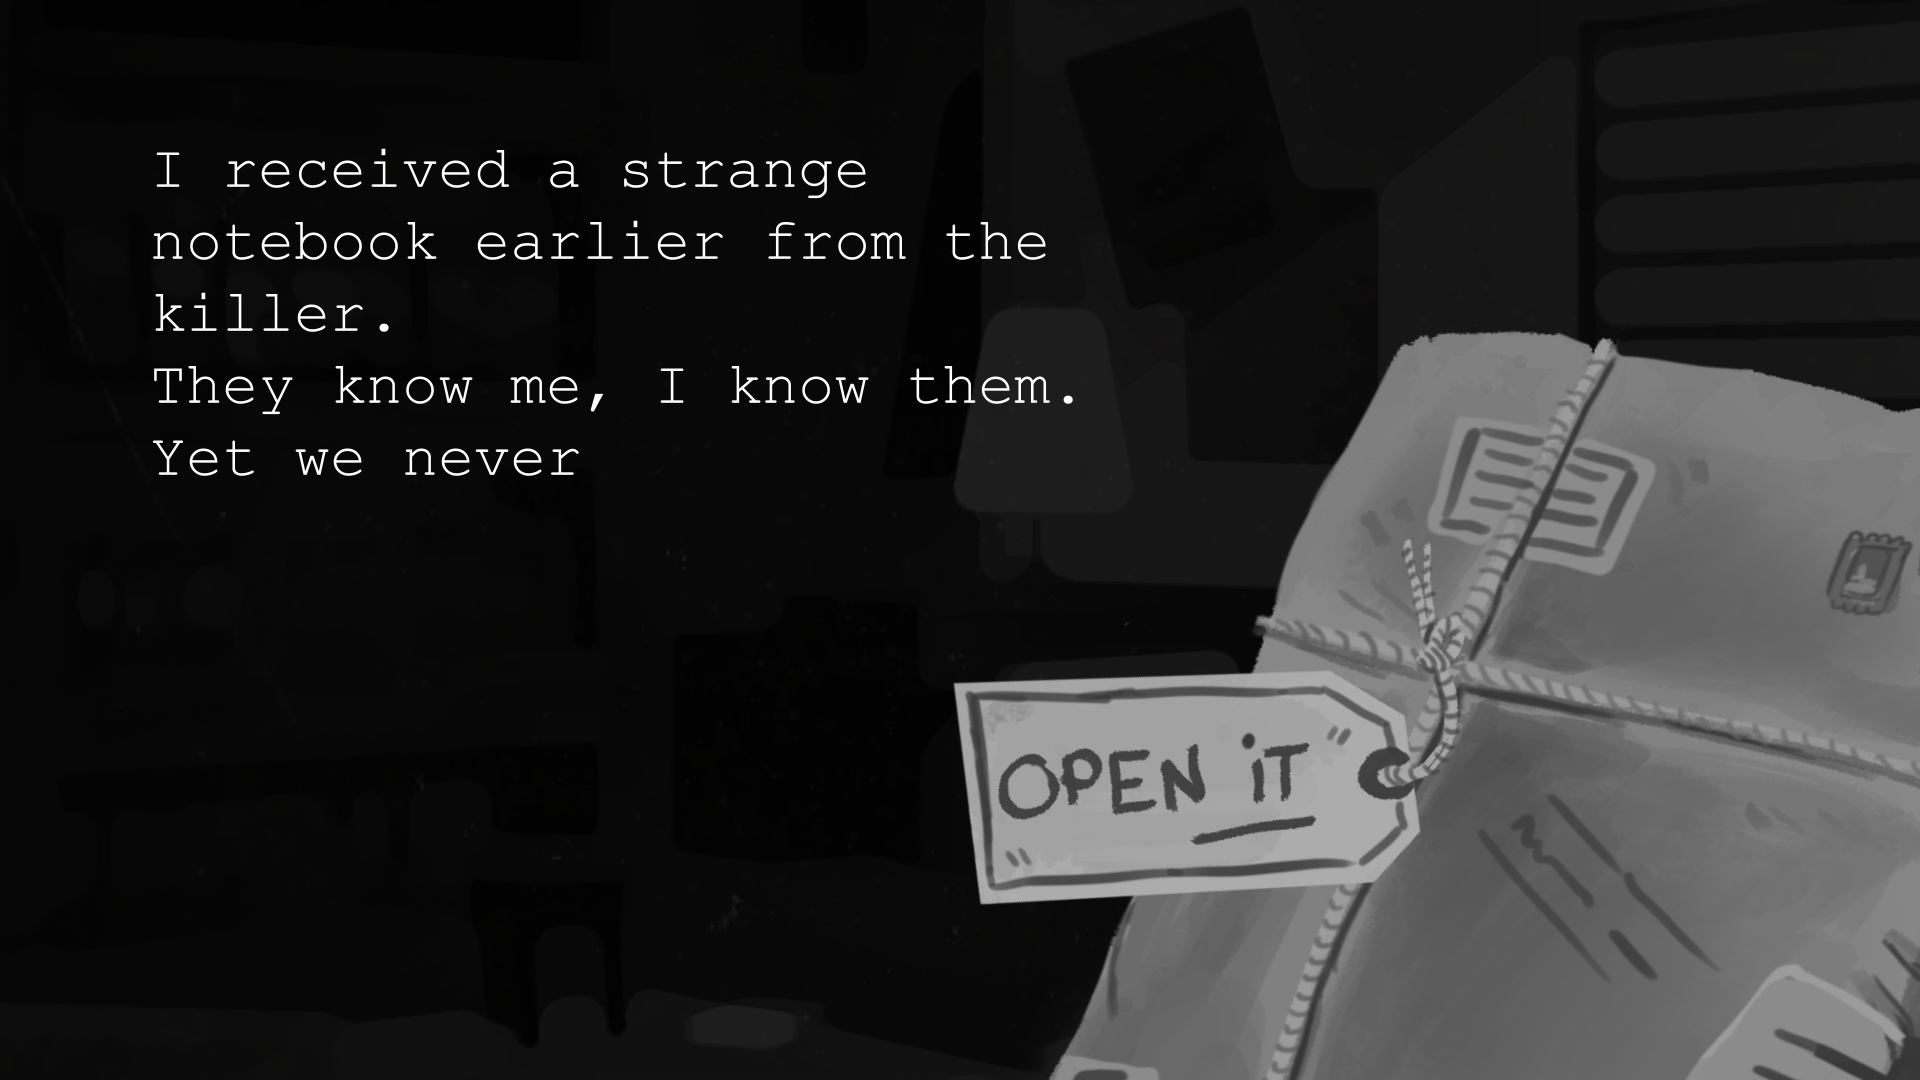 I received a strange
notebook earlier from the
killer.
They know me, I know them.
Yet we never
OPEN iT